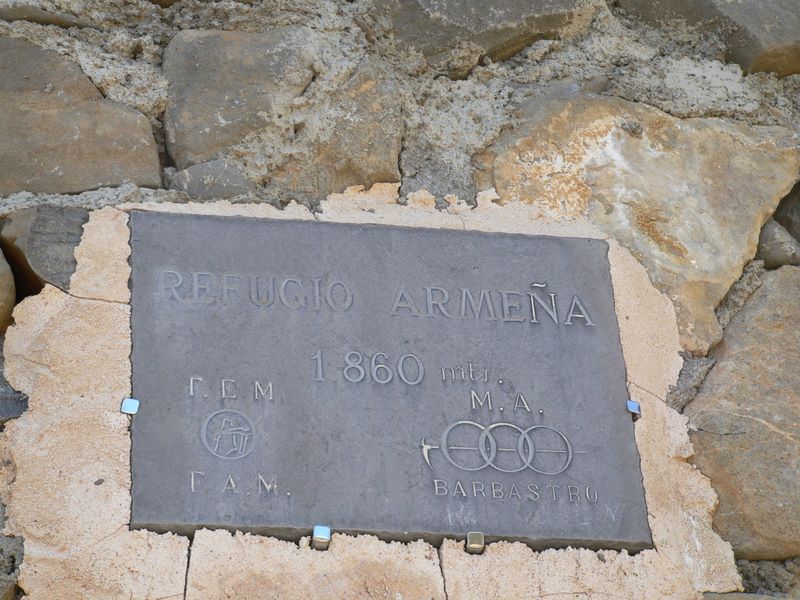 REFUGIO ARMEÑA
1.860 mts.
F.E.M
F.A.M.
M.A.
BARBASTRO